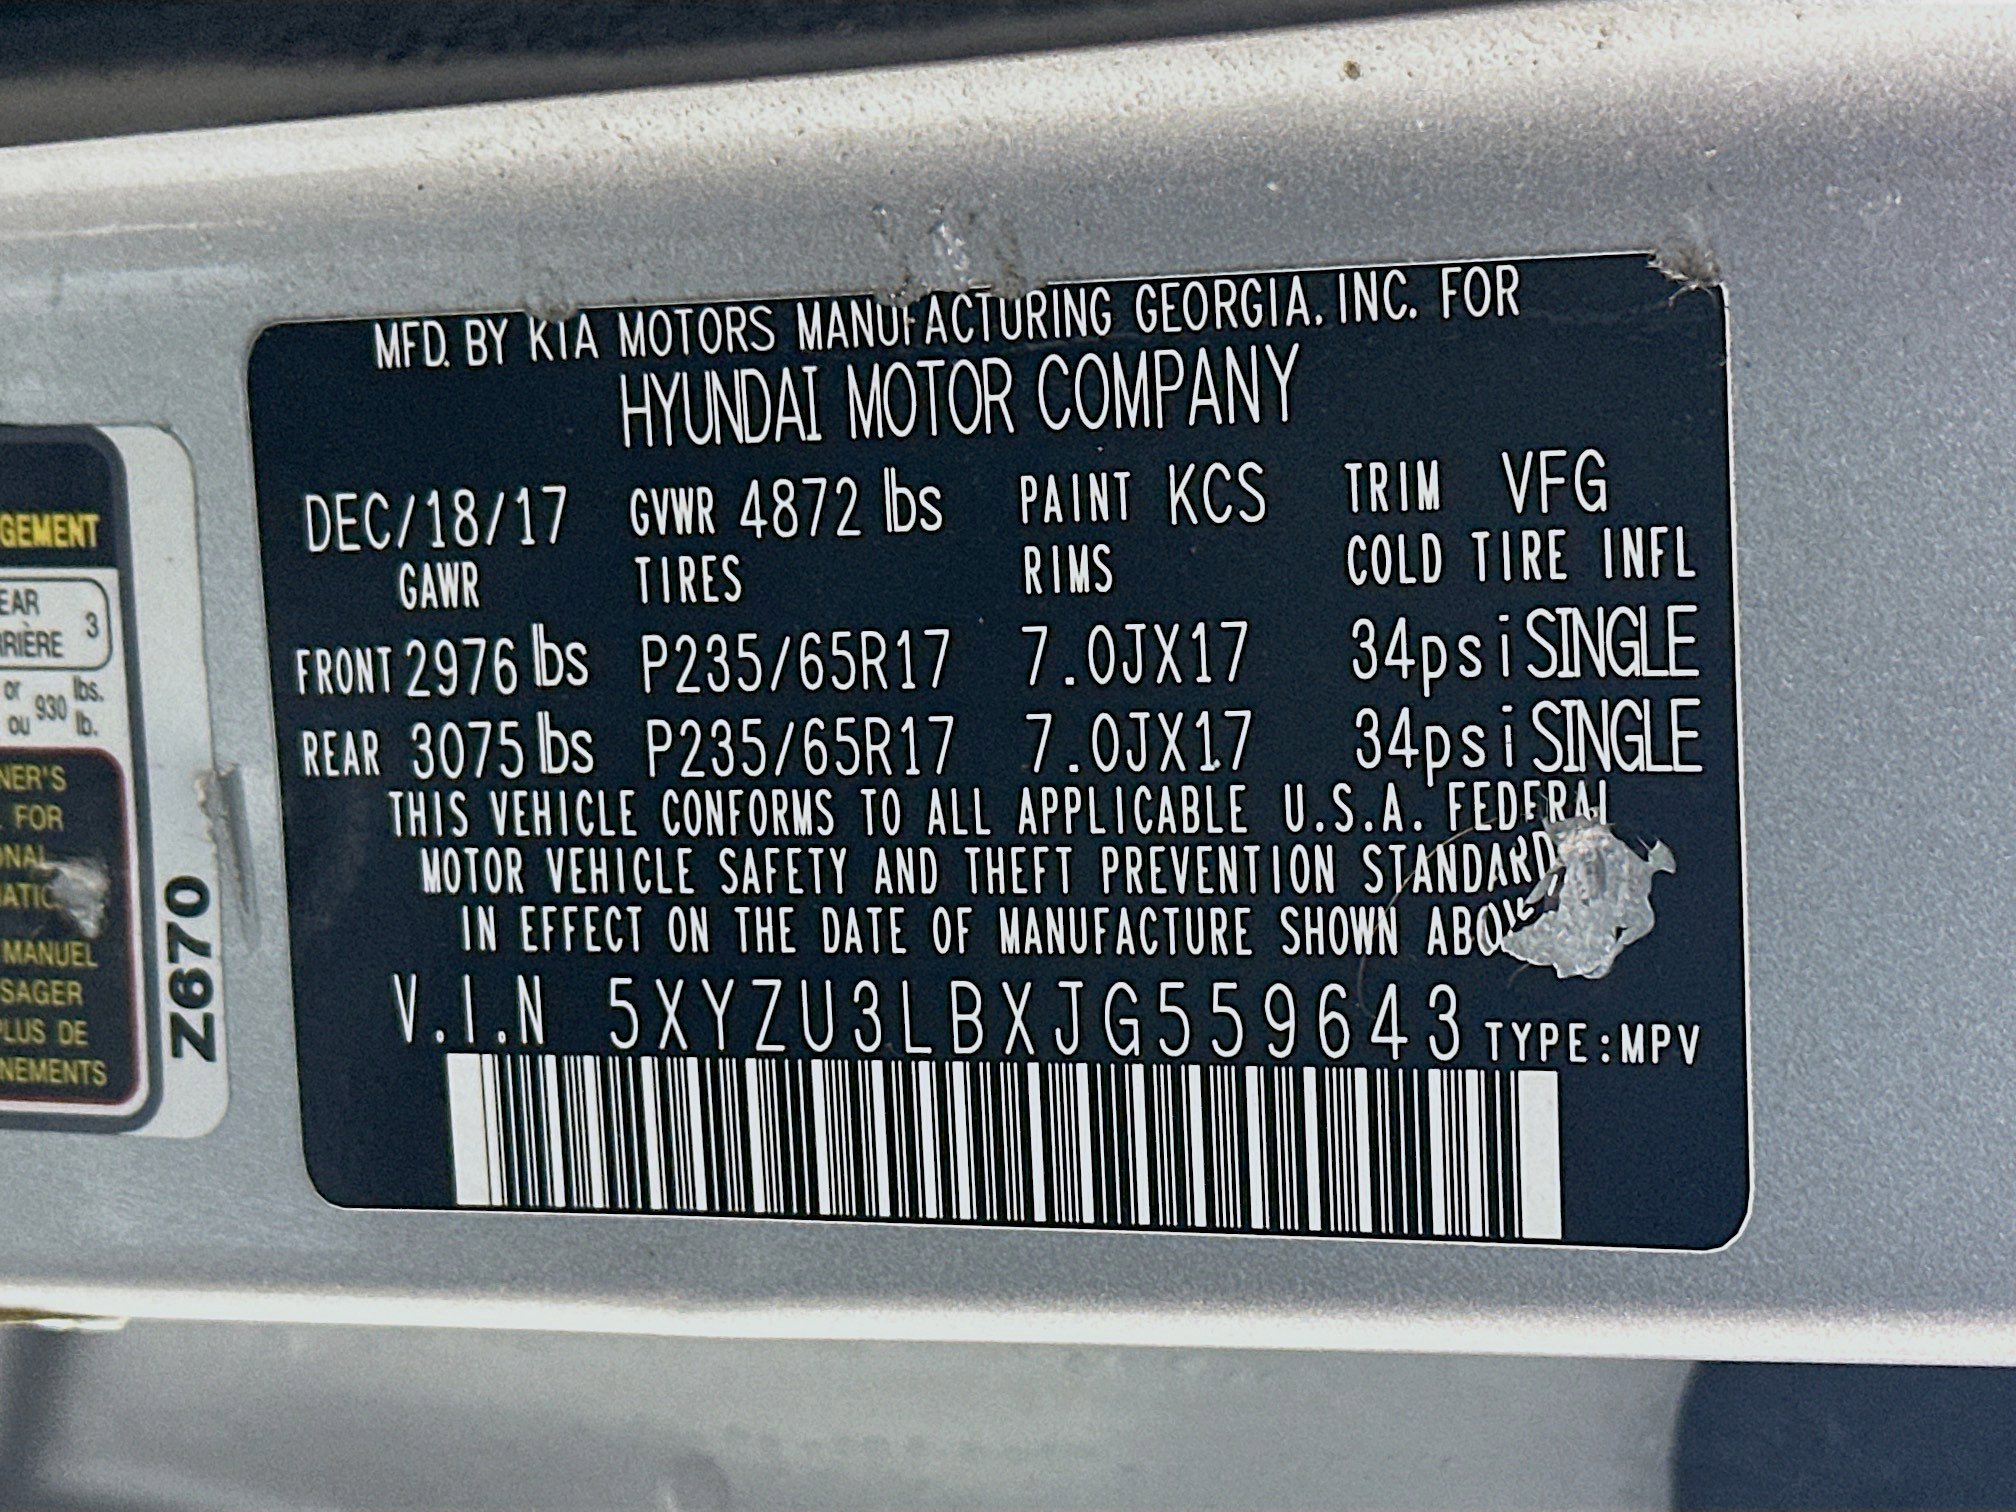 MFD. BY KIA MOTORS MANUFACTURING GEORGIA, INC. FOR
HYUNDAI MOTOR COMPANY
DEC/18/17 GVWR 4872 lbs PAINT KCS TRIM VFG
GAWR TIRES RIMS COLD TIRE INFL
FRONT 2976 lbs P235/65R17 7.0JX17 34psi SINGLE
REAR 3075 lbs P235/65R17 7.0JX17 34psi SINGLE
THIS VEHICLE CONFORMS TO ALL APPLICABLE U.S.A. FEDERAL
MOTOR VEHICLE SAFETY AND THEFT PREVENTION STANDARD
IN EFFECT ON THE DATE OF MANUFACTURE SHOWN ABOVE
V.I.N 5XYZU3LBXJG559643 TYPE:MPV
GEMENT
EAR
RIÈRE 3
or 930 lbs.
ou lb.
NER'S
FOR
ONAL
MANUEL
SAGER
PLUS DE
NEMENTS
Z670